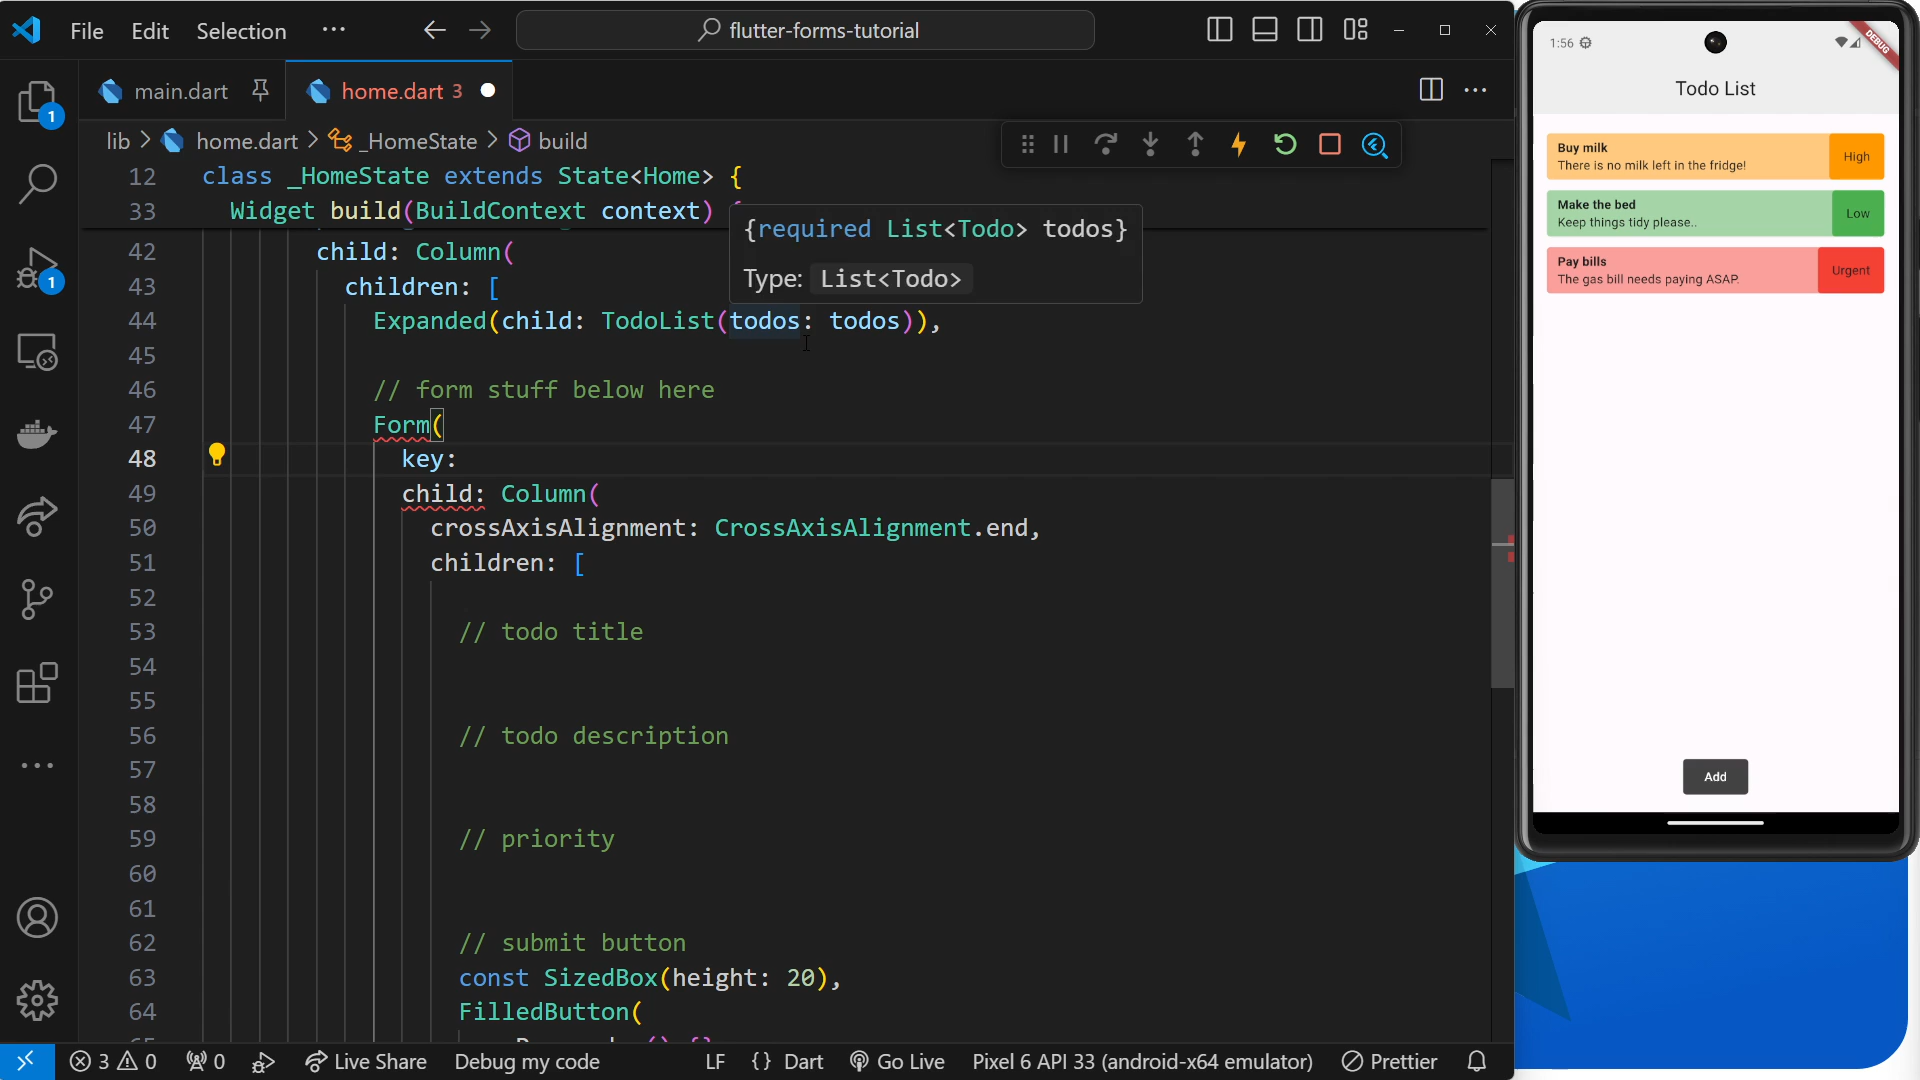 File Edit Selection ··· flutter-forms-tutorial
main.dart home.dart 3
lib > home.dart > _HomeState > build
12 class _HomeState extends State<Home> {
33 Widget build(BuildContext context)
{required List<Todo> todos}
Type: List<Todo>
42 child: Column(
43 children: [
44 Expanded(child: TodoList(todos: todos)),
45
46 // form stuff below here
47 Form(
48 key:
49 child: Column(
50 crossAxisAlignment: CrossAxisAlignment.end,
51 children: [
52
53 // todo title
54
55
56 // todo description
57
58
59 // priority
60
61
62 // submit button
63 const SizedBox(height: 20),
64 FilledButton(
1
1
3 0 0 Live Share Debug my code LF {} Dart Go Live Pixel 6 API 33 (android-x64 emulator) Prettier
1:56
DEBUG
Todo List
Buy milk
There is no milk left in the fridge!
High
Make the bed
Keep things tidy please..
Low
Pay bills
The gas bill needs paying ASAP.
Urgent
Add